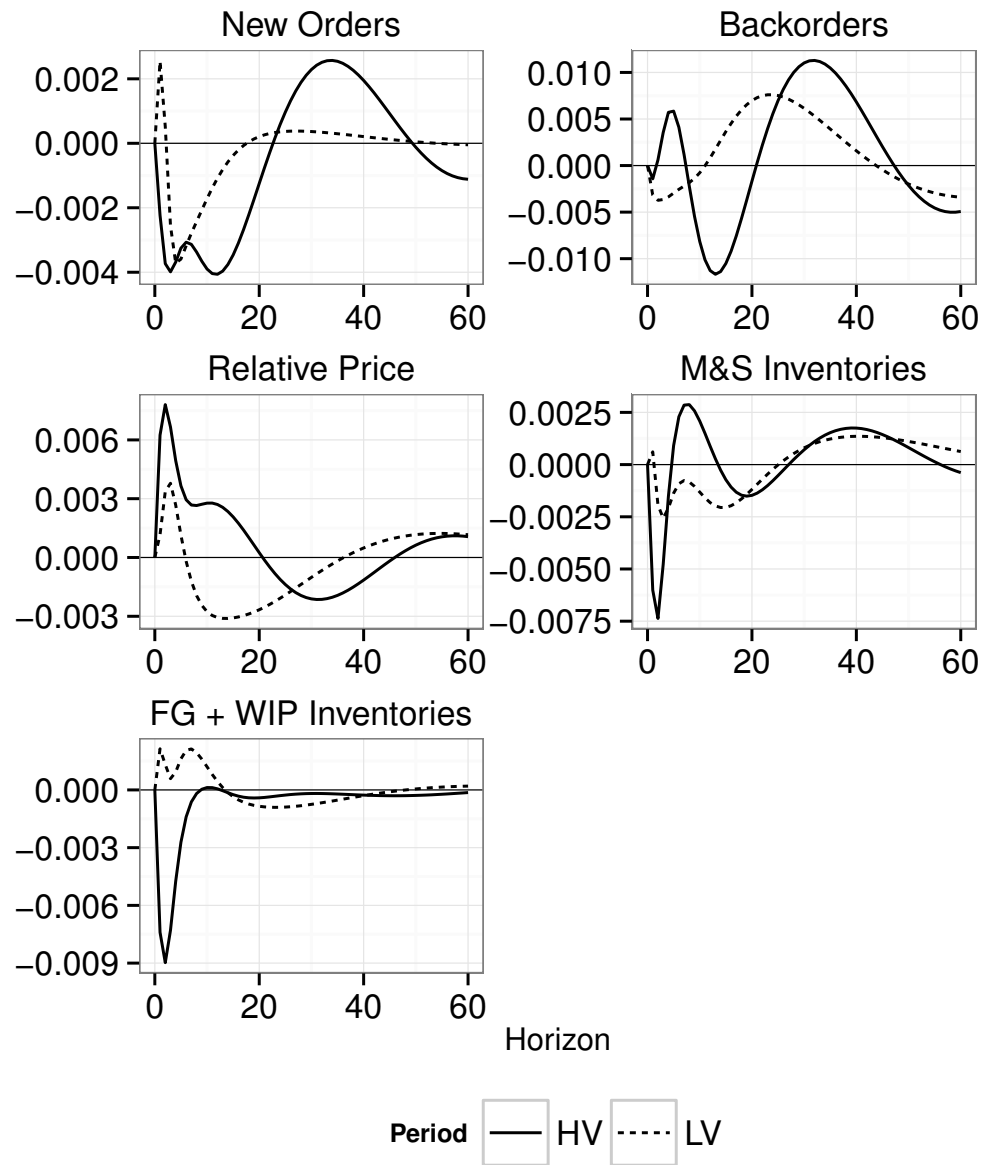 New Orders
0.002
0.000
−0.002
−0.004
0 20 40 60
Backorders
0.010
0.005
0.000
−0.005
−0.010
0 20 40 60
Relative Price
0.006
0.003
0.000
−0.003
0 20 40 60
M&S Inventories
0.0025
0.0000
−0.0025
−0.0050
−0.0075
0 20 40 60
FG + WIP Inventories
0.000
−0.003
−0.006
−0.009
0 20 40 60
Horizon
Period HV LV